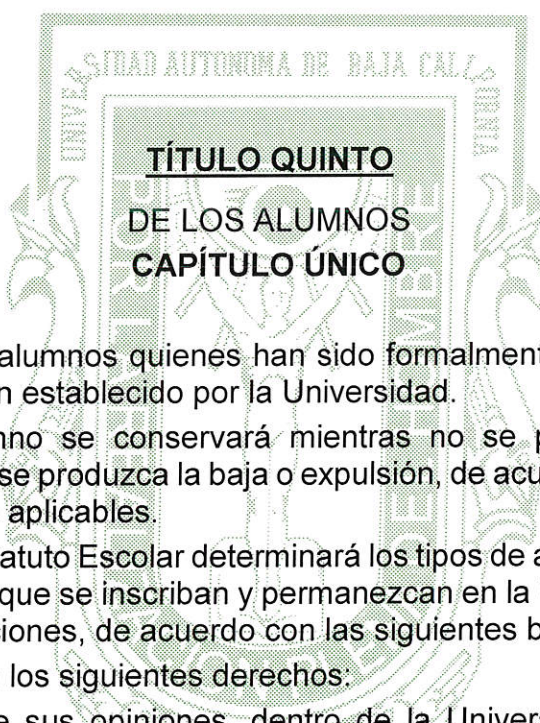 UNIVERSIDAD AUTONOMA DE BAJA CALIFORNIA
TÍTULO QUINTO
DE LOS ALUMNOS
CAPÍTULO ÚNICO
alumnos quienes han sido formalment
n establecido por la Universidad.
nno se conservará mientras no se p
se produzca la baja o expulsión, de acu
aplicables.
atuto Escolar determinará los tipos de a
que se inscriban y permanezcan en la
siones, de acuerdo con las siguientes b
los siguientes derechos:
e sus opiniones, dentro de la Univer